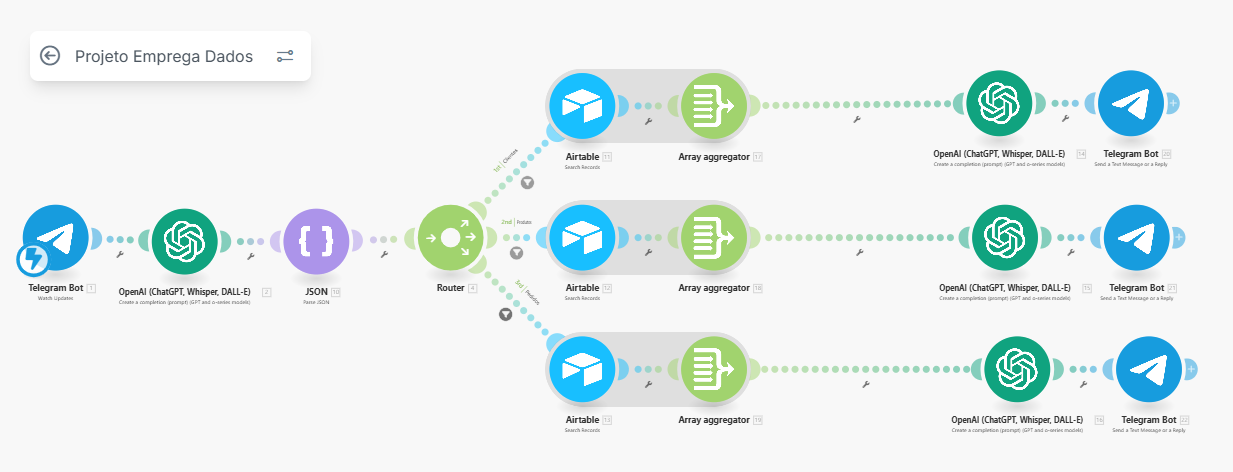 Projeto Emprega Dados
1st | Clientes
Airtable 11
Search Records
Array aggregator 17
OpenAI (ChatGPT, Whisper, DALL-E) 14
Create a completion (prompt) (GPT and o-series models)
Telegram Bot 20
Send a Text Message or a Reply
Telegram Bot 1
Watch Updates
OpenAI (ChatGPT, Whisper, DALL-E) 2
Create a completion (prompt) (GPT and o-series models)
JSON 10
Parse JSON
Router 4
2nd | Produto
Airtable 12
Search Records
Array aggregator 18
OpenAI (ChatGPT, Whisper, DALL-E) 15
Create a completion (prompt) (GPT and o-series models)
Telegram Bot 21
Send a Text Message or a Reply
3rd | Pedidos
Airtable 13
Search Records
Array aggregator 19
OpenAI (ChatGPT, Whisper, DALL-E) 16
Create a completion (prompt) (GPT and o-series models)
Telegram Bot 22
Send a Text Message or a Reply